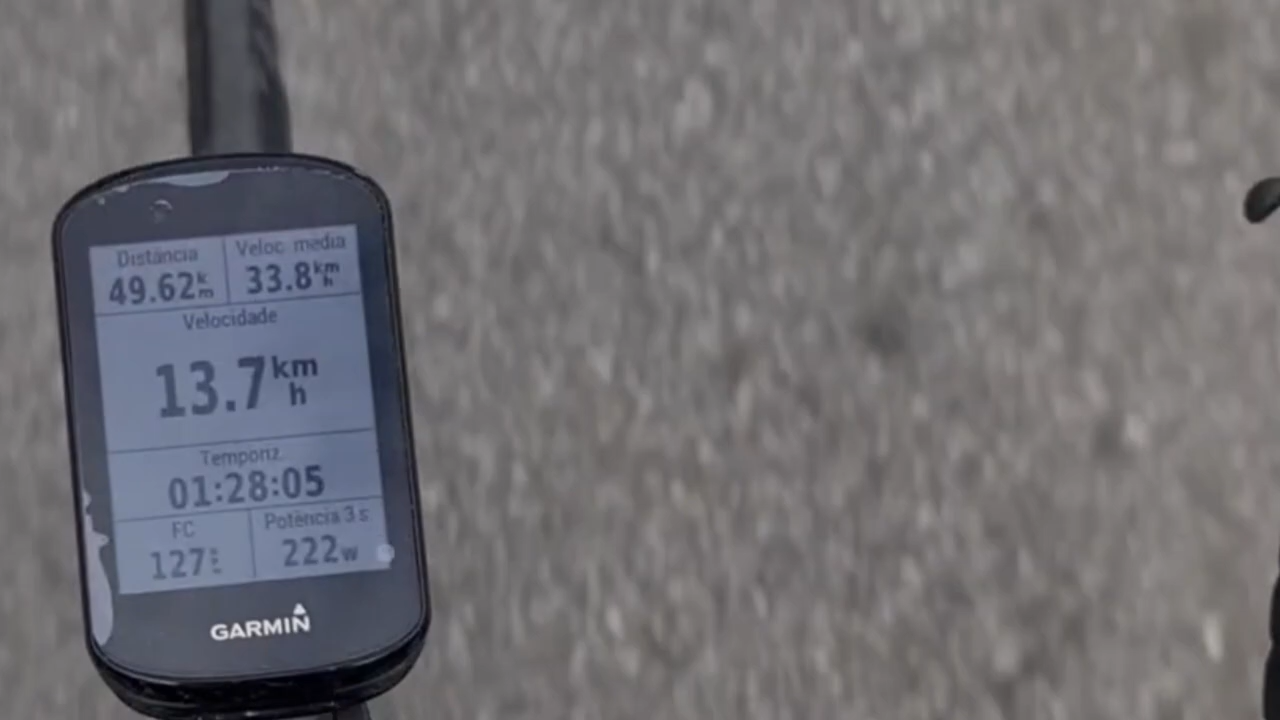 Distância Veloc. média
49.62 km 33.8 km/h
Velocidade
13.7 km/h
Temporiz.
01:28:05
FC Potência 3 s
127 222 w
GARMIN